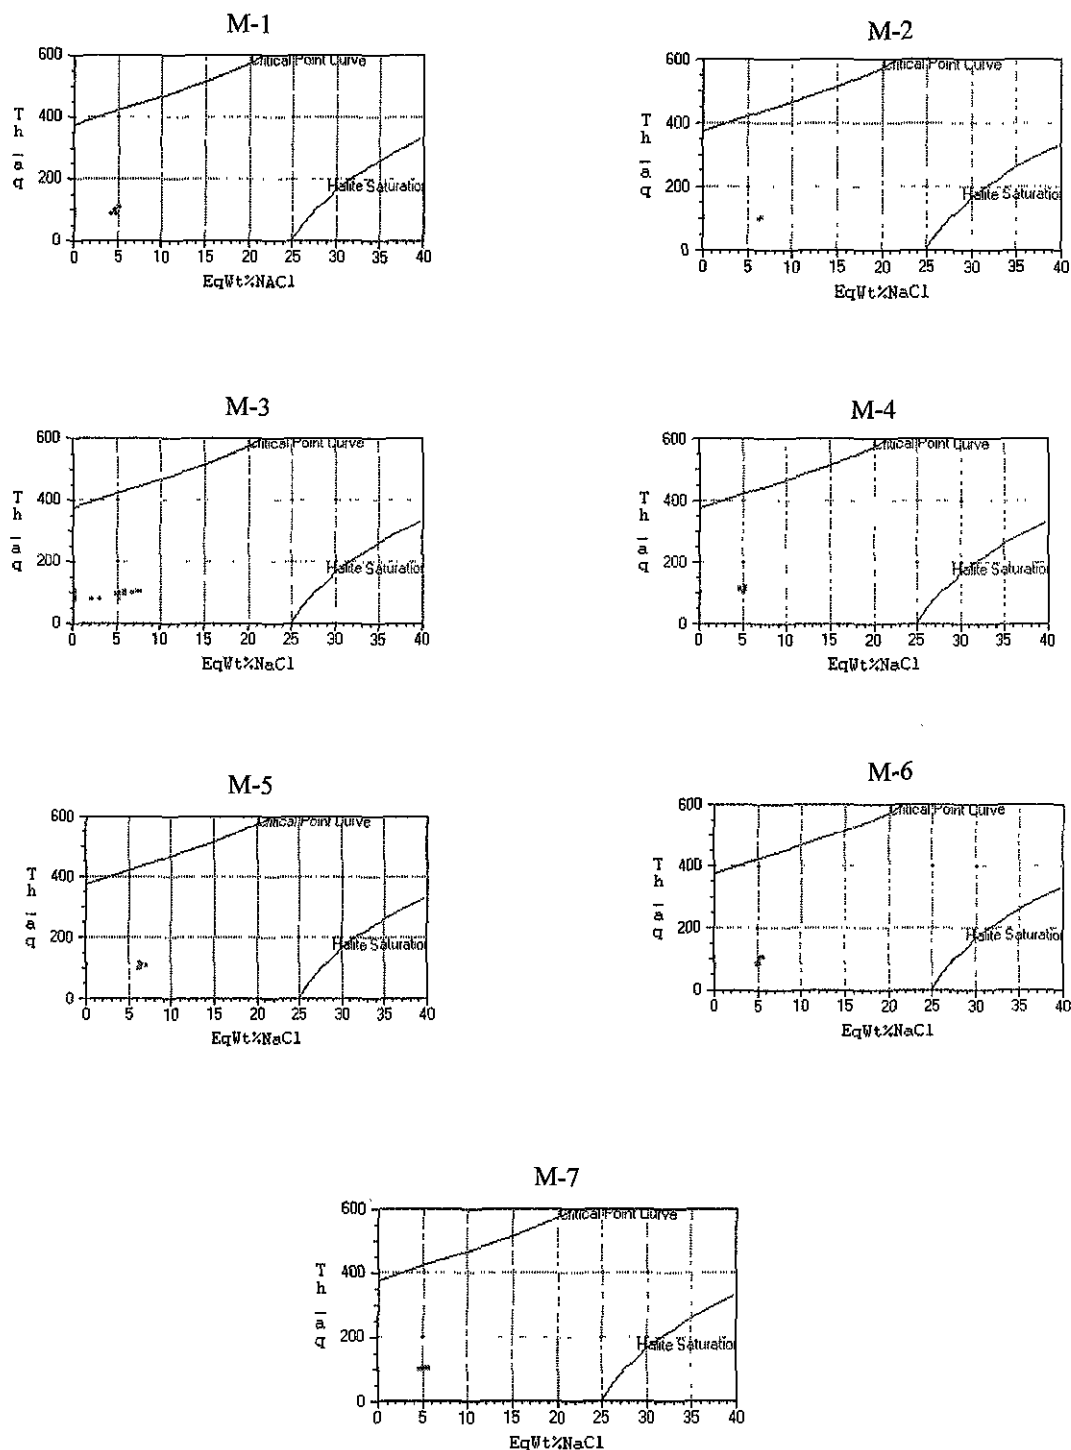 M-1
600
400
200
0
Th_aq
Critical Point Curve
Halite Saturation
0 5 10 15 20 25 30 35 40
EqWt%NACl
M-2
600
400
200
0
Th_aq
Critical Point Curve
Halite Saturation
0 5 10 15 20 25 30 35 40
EqWt%NaCl
M-3
600
400
200
0
Th_aq
Critical Point Curve
Halite Saturation
0 5 10 15 20 25 30 35 40
EqWt%NaCl
M-4
600
400
200
0
Th_aq
Critical Point Curve
Halite Saturation
0 5 10 15 20 25 30 35 40
EqWt%NaCl
M-5
600
400
200
0
Th_aq
Critical Point Curve
Halite Saturation
0 5 10 15 20 25 30 35 40
EqWt%NaCl
M-6
600
400
200
0
Th_aq
Critical Point Curve
Halite Saturation
0 5 10 15 20 25 30 35 40
EqWt%NaCl
M-7
600
400
200
0
Th_aq
Critical Point Curve
Halite Saturation
0 5 10 15 20 25 30 35 40
EqWt%NaCl